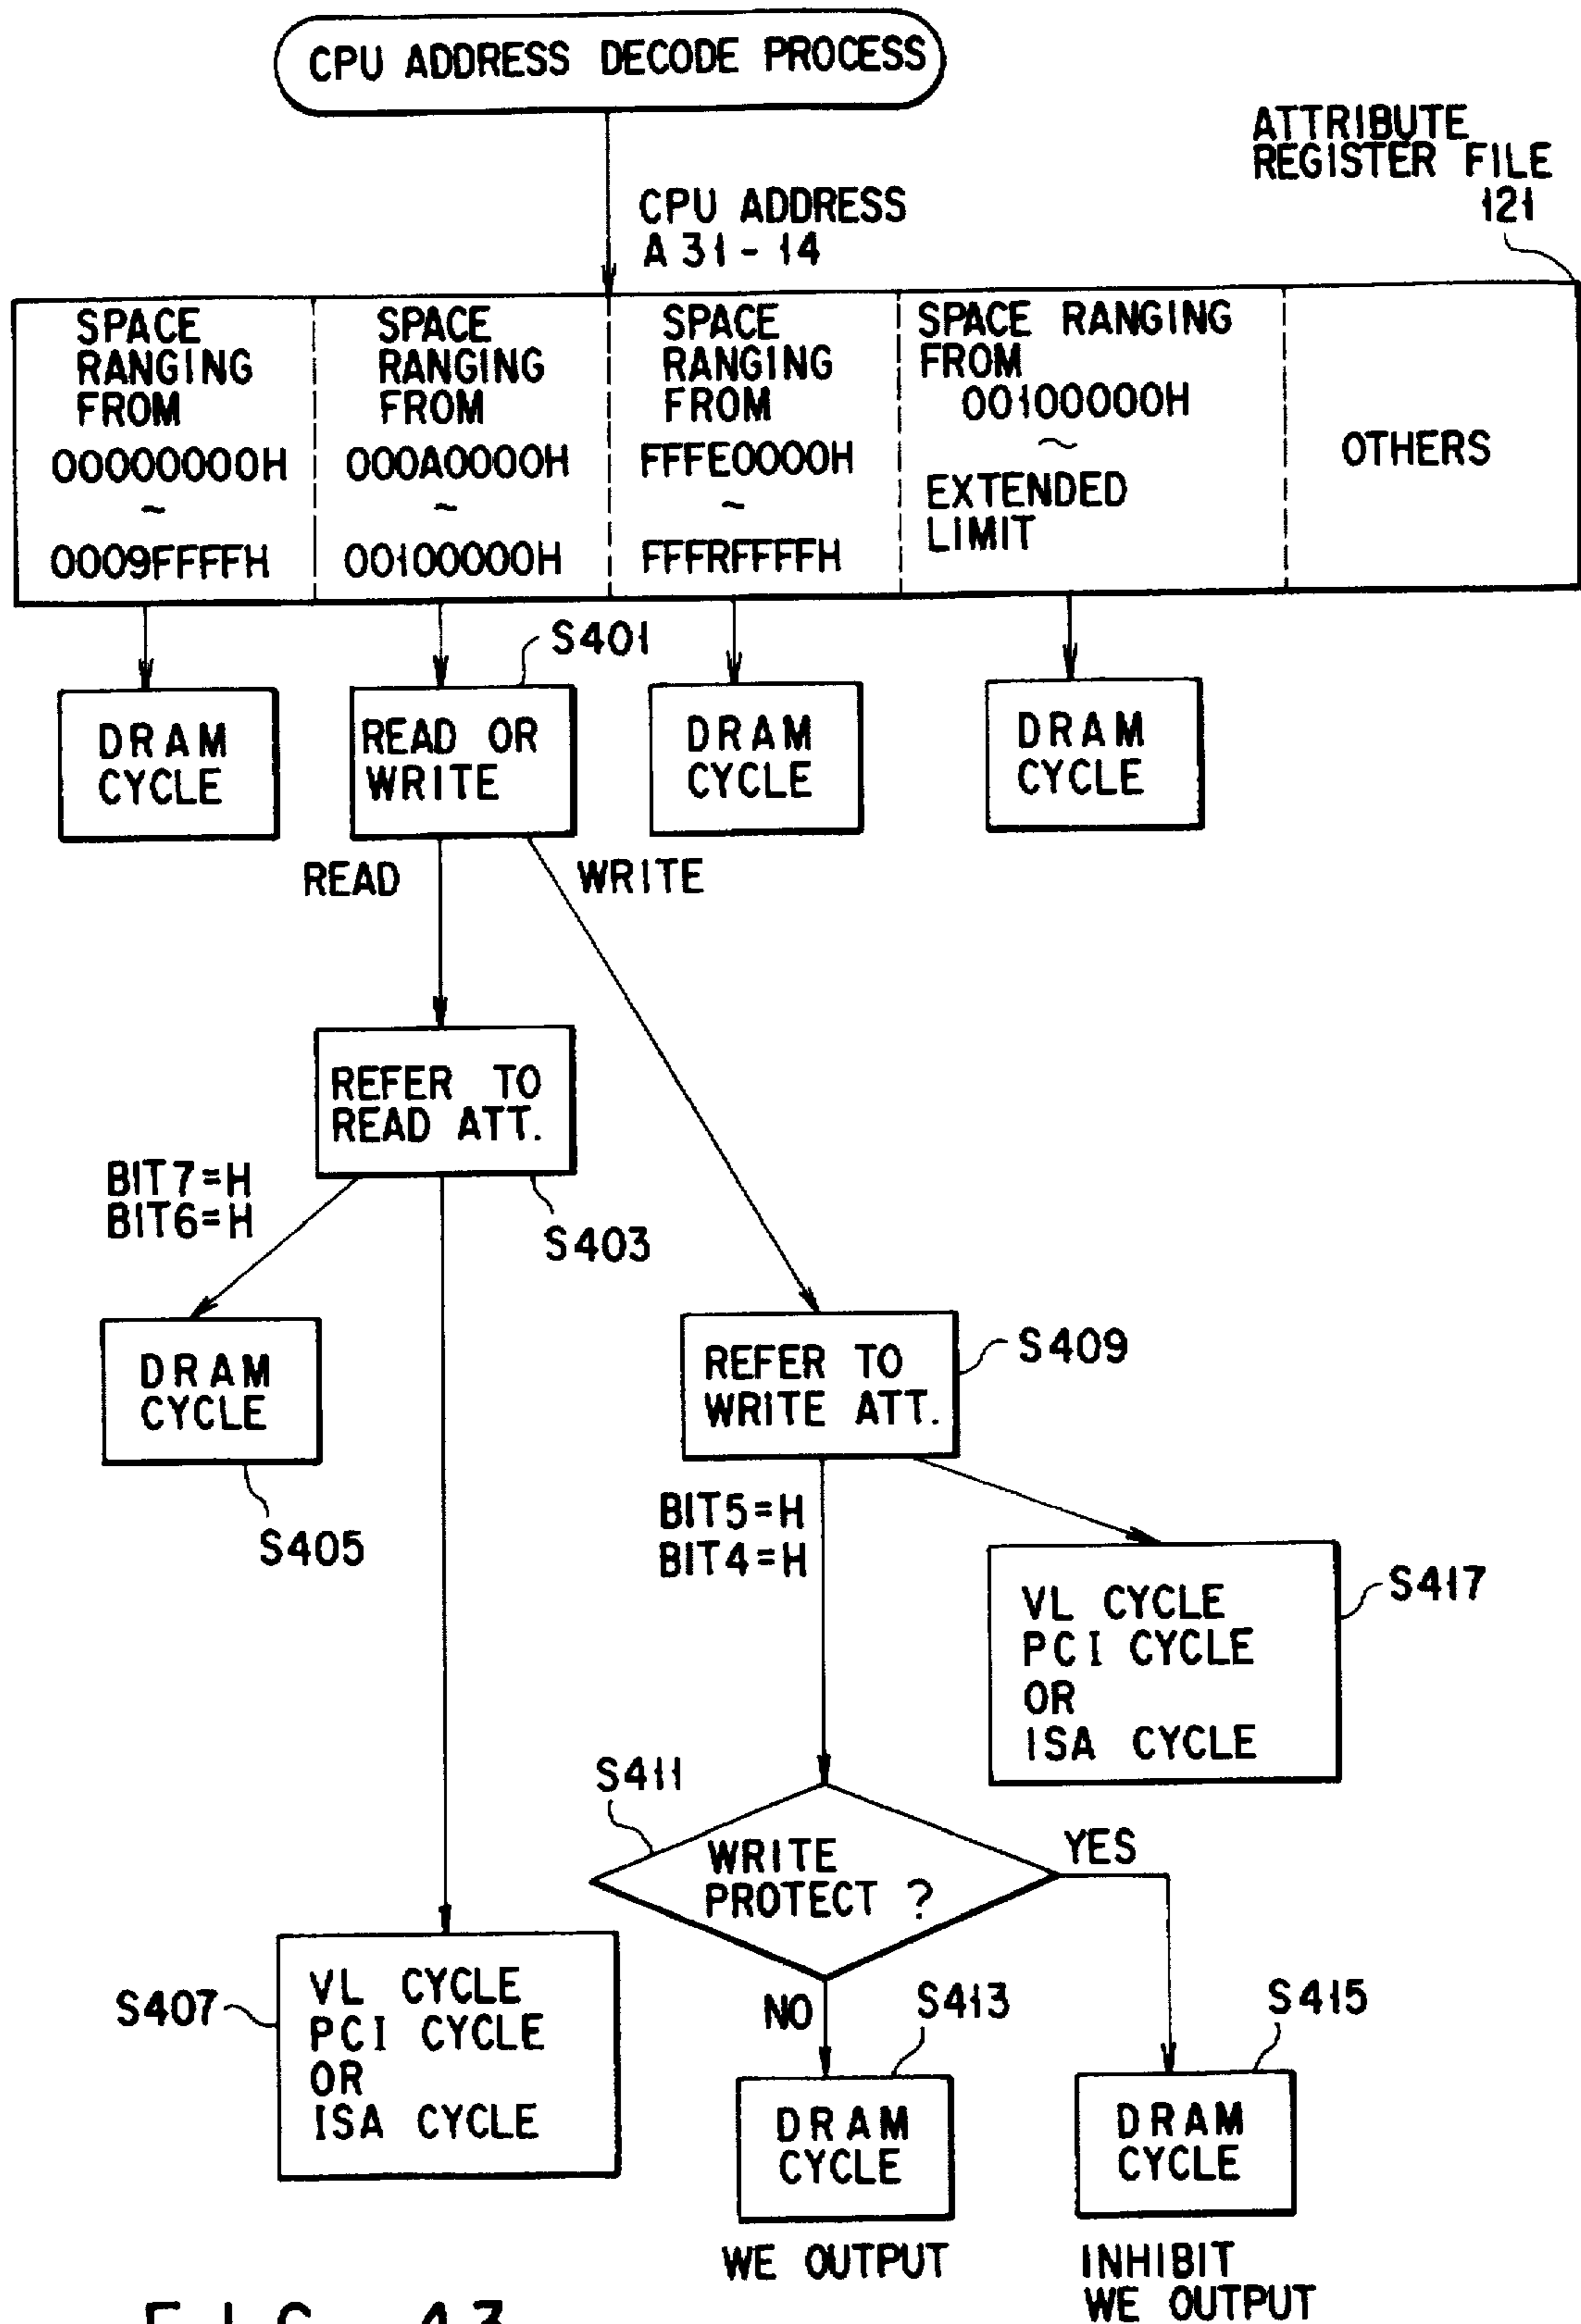 CPU ADDRESS DECODE PROCESS
ATTRIBUTE
REGISTER FILE
121
CPU ADDRESS
A 31-14
SPACE
RANGING
FROM
00000000H
~
0009FFFFH
SPACE
RANGING
FROM
000A0000H
~
00100000H
SPACE
RANGING
FROM
FFFE0000H
~
FFFRFFFFH
SPACE RANGING
FROM
00100000H
~
EXTENDED
LIMIT
OTHERS
S401
DRAM
CYCLE
READ OR
WRITE
DRAM
CYCLE
DRAM
CYCLE
READ
WRITE
REFER TO
READ ATT.
BIT7=H
BIT6=H
S403
DRAM
CYCLE
S405
REFER TO
WRITE ATT.
S409
BIT5=H
BIT4=H
VL CYCLE
PCI CYCLE
OR
ISA CYCLE
S417
S411
WRITE
PROTECT ?
YES
NO
S407
VL CYCLE
PCI CYCLE
OR
ISA CYCLE
S413
DRAM
CYCLE
WE OUTPUT
S415
DRAM
CYCLE
INHIBIT
WE OUTPUT
FIG. 43